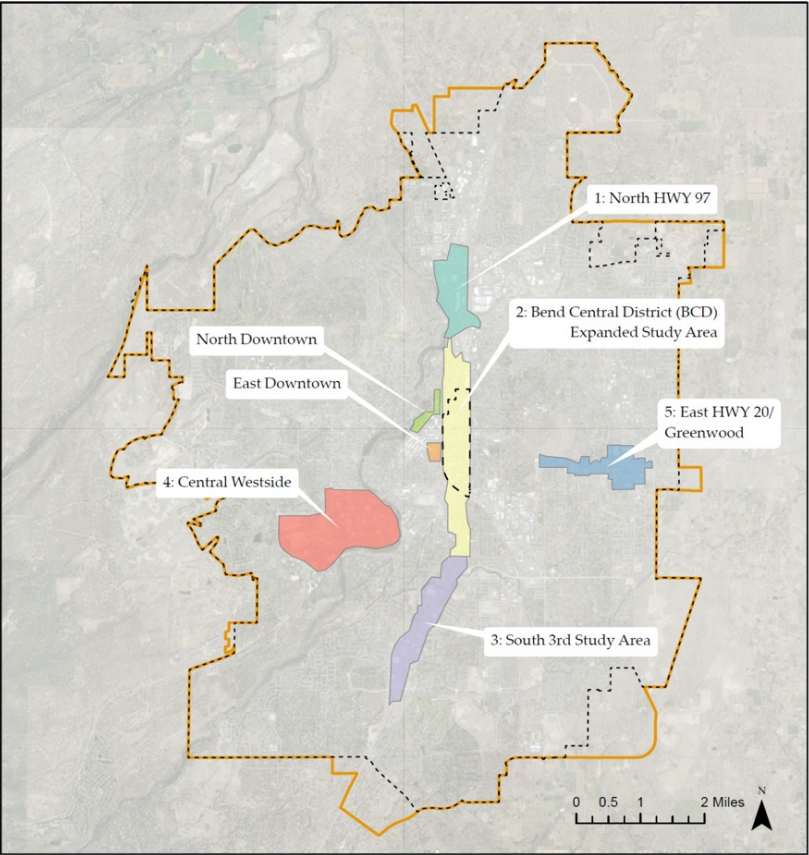 1: North HWY 97
2: Bend Central District (BCD)
Expanded Study Area
North Downtown
East Downtown
5: East HWY 20/
Greenwood
4: Central Westside
3: South 3rd Study Area
N
0 0.5 1 2 Miles